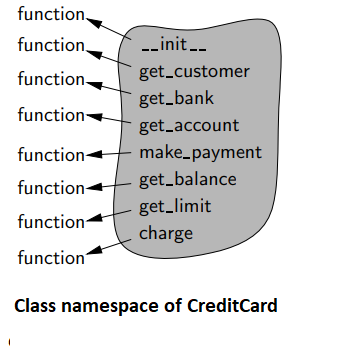 function
__init__
function
get_customer
function
get_bank
function
get_account
function
make_payment
function
get_balance
function
get_limit
function
charge
Class namespace of CreditCard